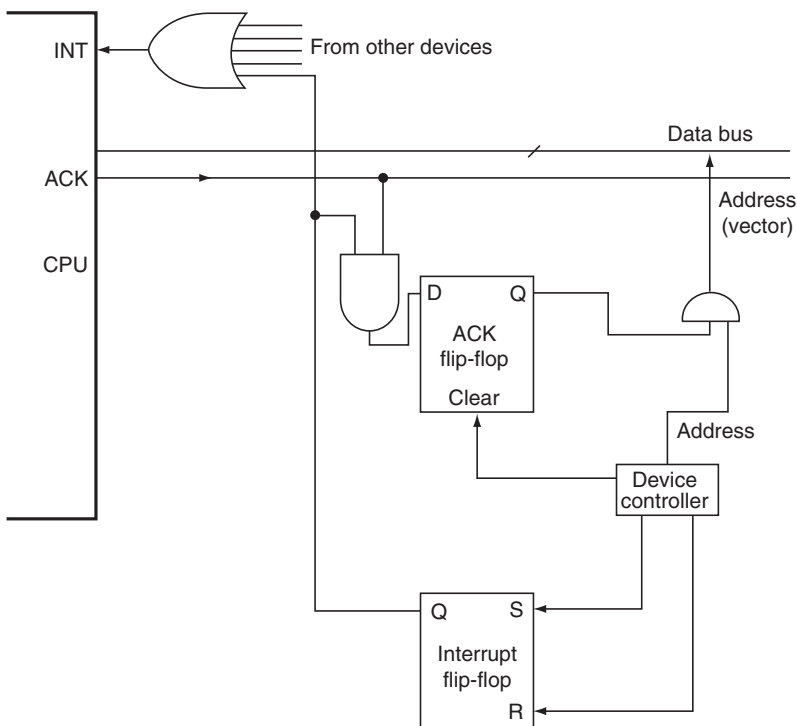 INT
From other devices
Data bus
ACK
Address
(vector)
CPU
D
Q
ACK
flip-flop
Clear
Address
Device
controller
Q
S
Interrupt
flip-flop
R